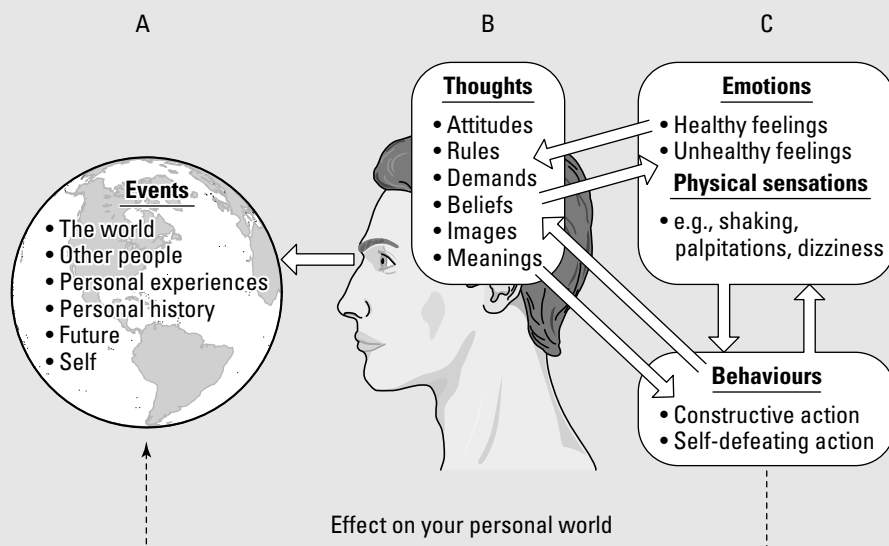 A
B
C
Events
• The world
• Other people
• Personal experiences
• Personal history
• Future
• Self
Thoughts
• Attitudes
• Rules
• Demands
• Beliefs
• Images
• Meanings
Emotions
• Healthy feelings
• Unhealthy feelings
Physical sensations
• e.g., shaking,
palpitations, dizziness
Behaviours
• Constructive action
• Self-defeating action
Effect on your personal world